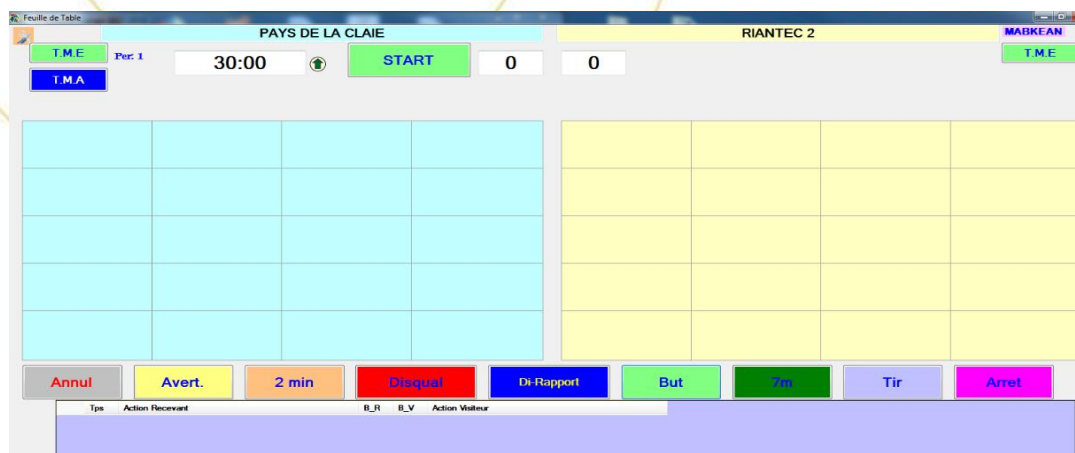 Feuille de Table
PAYS DE LA CLAIE
RIANTEC 2
MABKEAN
T.M.E
Per: 1
30:00
START
0
0
T.M.E
T.M.A
Annul
Avert.
2 min
Disqual
Di-Rapport
But
7m
Tir
Arret
Tps Action Recevant B_R B_V Action Visiteur